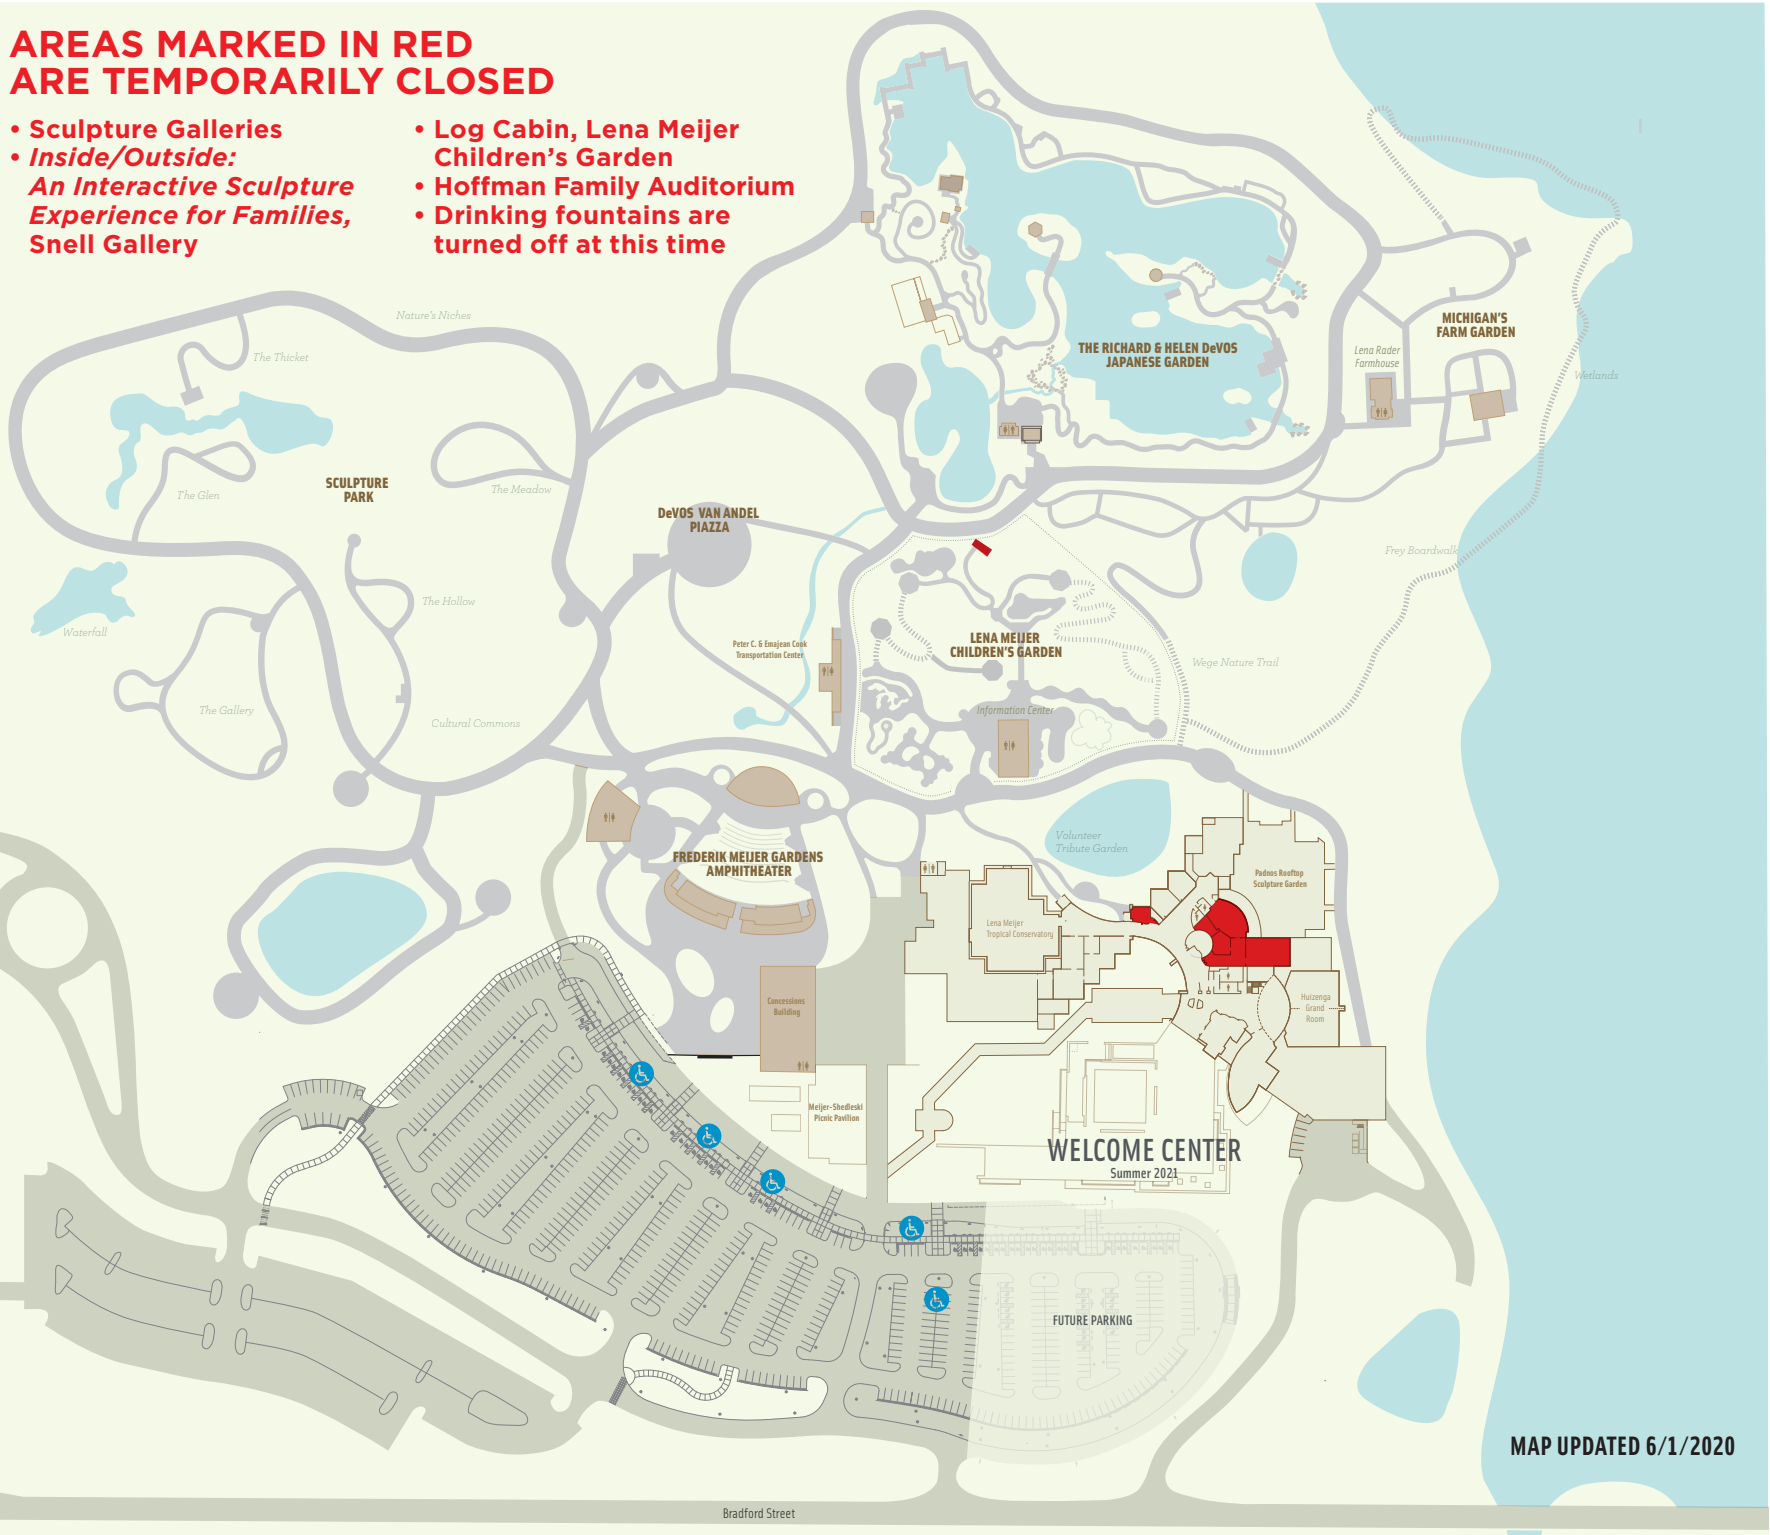 AREAS MARKED IN RED
ARE TEMPORARILY CLOSED
• Sculpture Galleries
• Inside/Outside:
An Interactive Sculpture
Experience for Families,
Snell Gallery
• Log Cabin, Lena Meijer
Children's Garden
• Hoffman Family Auditorium
• Drinking fountains are
turned off at this time
Nature's Niches
The Thicket
MICHIGAN'S
FARM GARDEN
THE RICHARD & HELEN DeVOS
JAPANESE GARDEN
Lena Rader
Farmhouse
Wetlands
SCULPTURE
PARK
The Glen
The Meadow
DeVOS VAN ANDEL
PIAZZA
Frey Boardwalk
The Hollow
Waterfall
Peter C. & Emajean Cook
Transportation Center
LENA MEIJER
CHILDREN'S GARDEN
Wege Nature Trail
The Gallery
Cultural Commons
Information Center
Volunteer
Tribute Garden
FREDERIK MEIJER GARDENS
AMPHITHEATER
Padnos Rooftop
Sculpture Garden
Lena Meijer
Tropical Conservatory
Concessions
Building
Huizenga
Grand
Room
Meijer-Shedleski
Picnic Pavilion
WELCOME CENTER
Summer 2021
FUTURE PARKING
MAP UPDATED 6/1/2020
Bradford Street